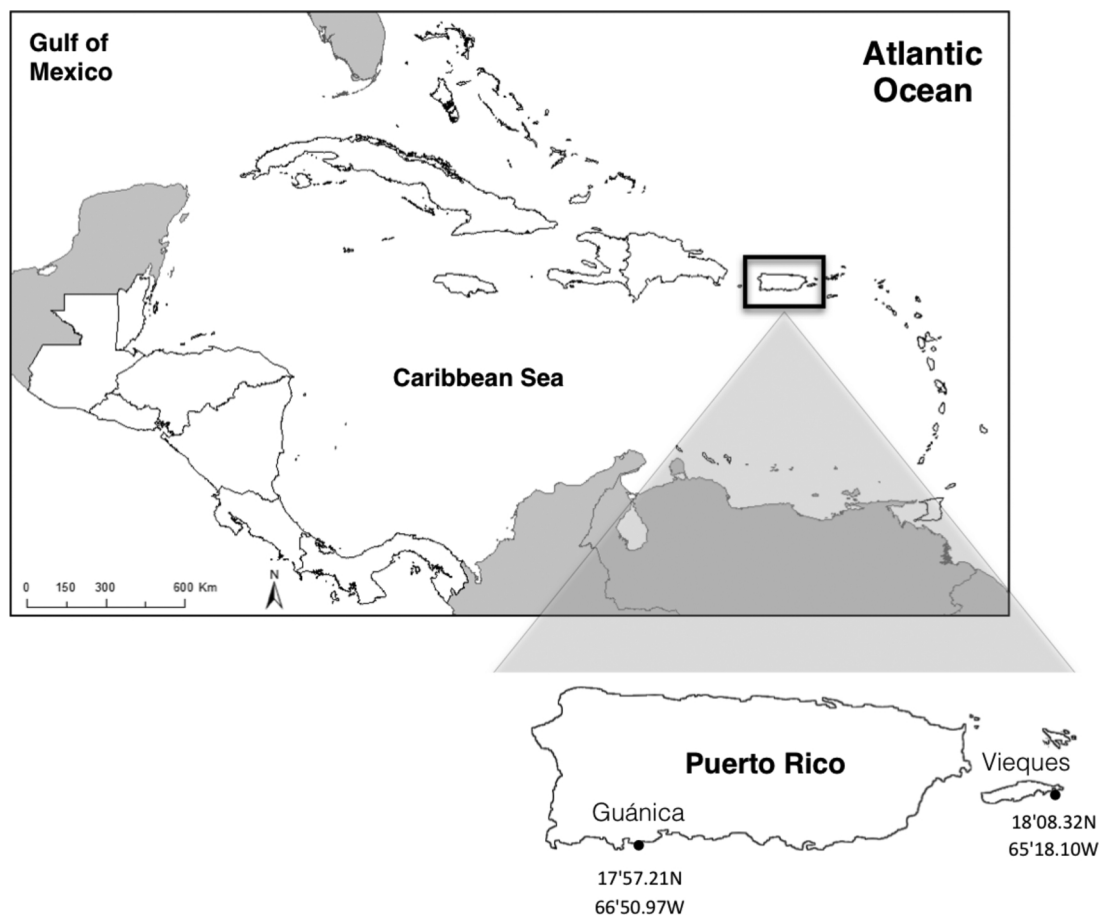 Gulf of
Mexico
Atlantic
Ocean
Caribbean Sea
0 150 300 600 Km
N
Puerto Rico
Vieques
Guánica
18'08.32N
65'18.10W
17'57.21N
66'50.97W